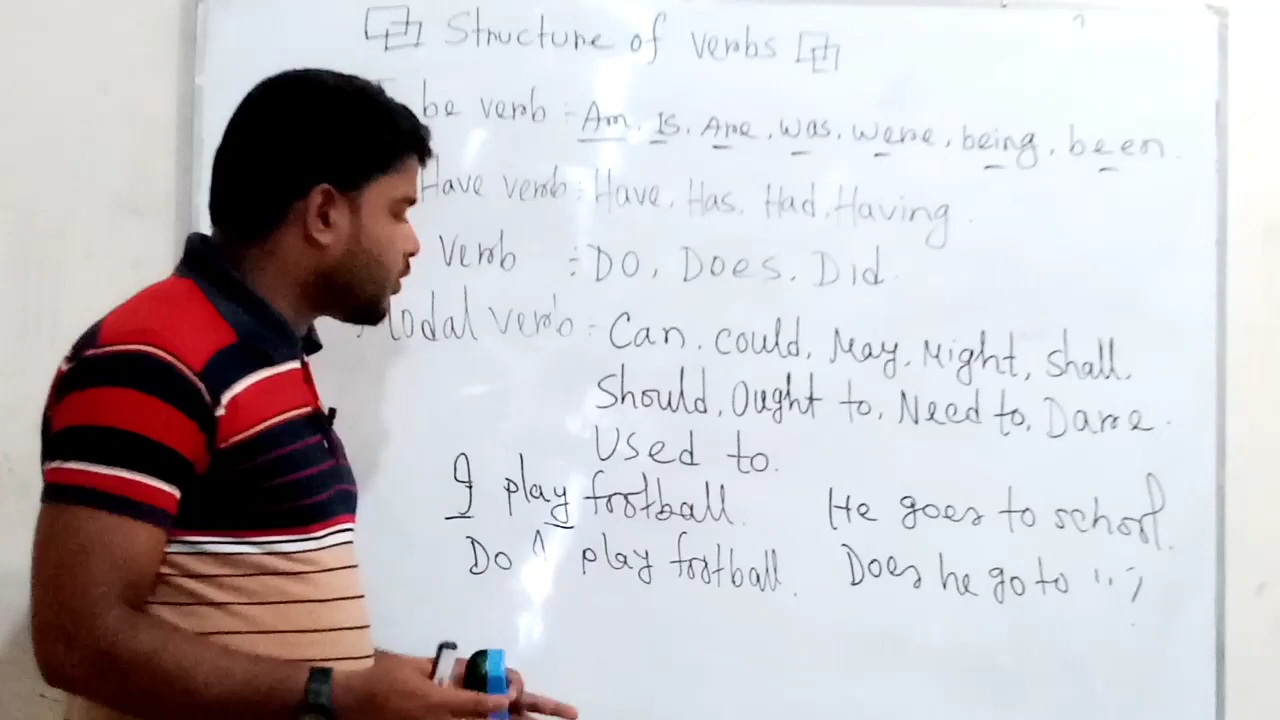 Structure of verbs
be verb : Am, Is, Are, was, were, being, been.
Have verb : Have, Has, Had, Having.
verb : Do, Does, Did.
Modal verb : Can, could, May, Might, shall,
Should, Ought to, Need to, Dare.
Used to.
I play football. He goes to school.
Do I play football. Does he go to " ;